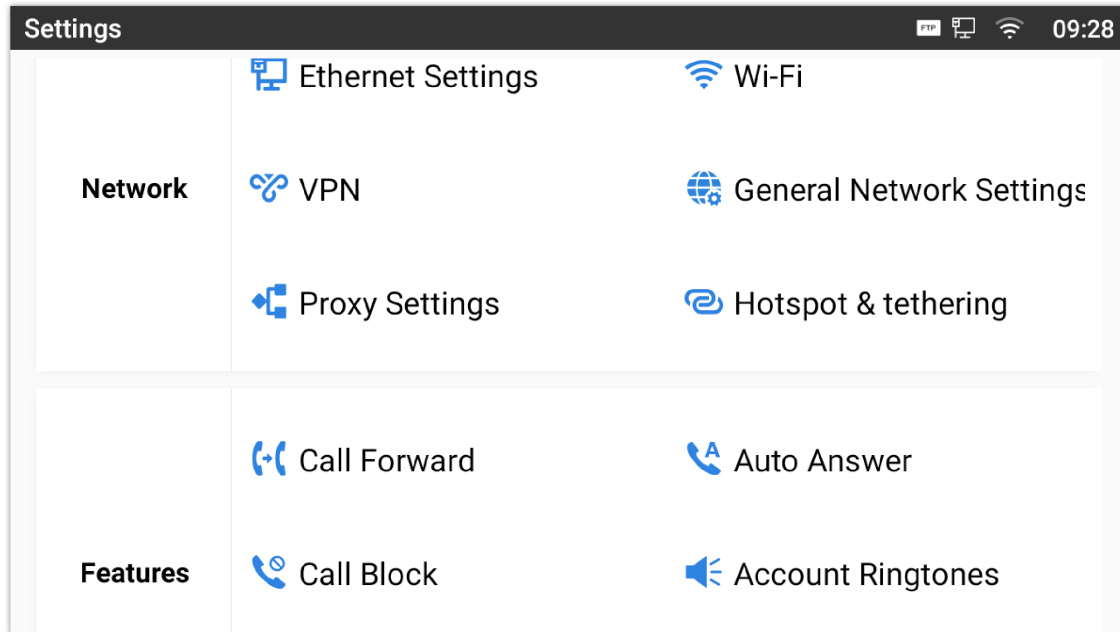 Settings
FTP
09:28
Ethernet Settings
Wi-Fi
Network
VPN
General Network Settings
Proxy Settings
Hotspot & tethering
Call Forward
A
Auto Answer
Features
Call Block
Account Ringtones